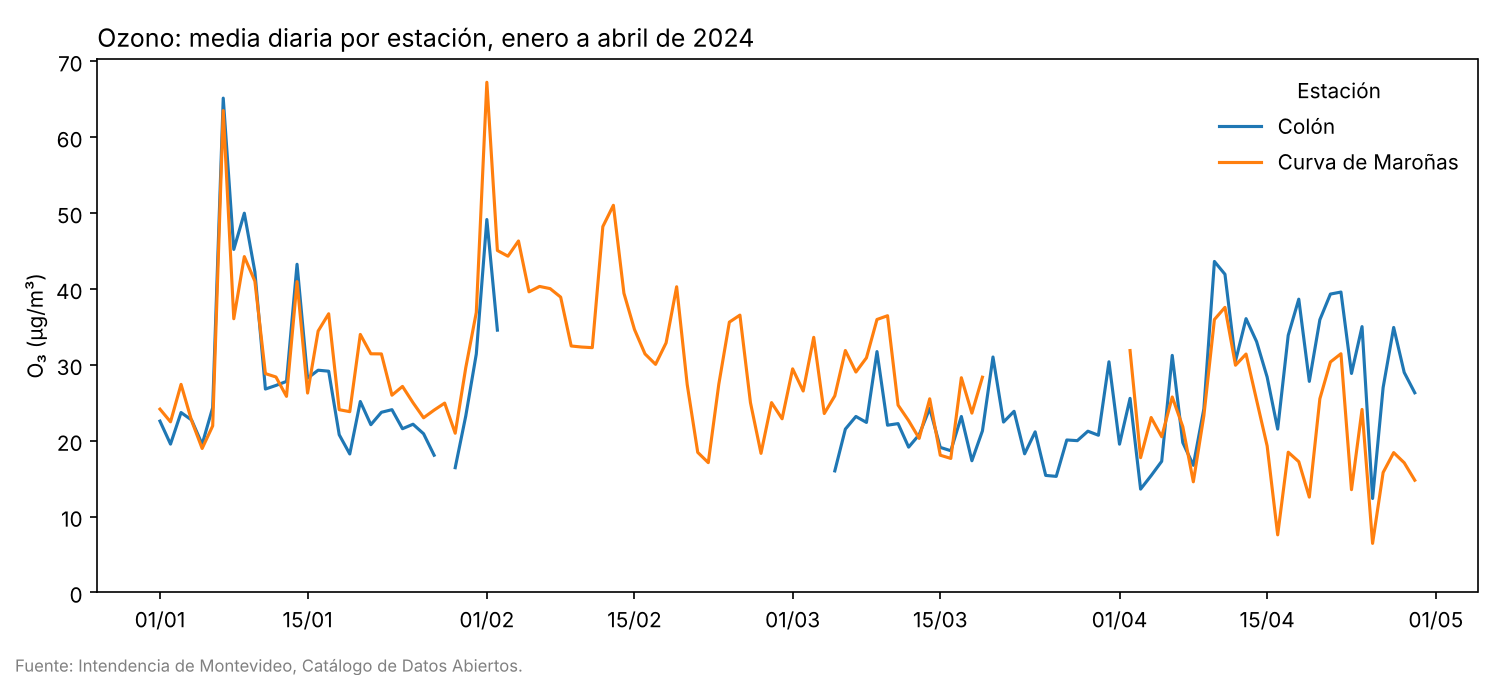 Ozono: media diaria por estación, enero a abril de 2024
O₃ (µg/m³)
70
60
50
40
30
20
10
0
Estación
Colón
Curva de Maroñas
01/01
15/01
01/02
15/02
01/03
15/03
01/04
15/04
01/05
Fuente: Intendencia de Montevideo, Catálogo de Datos Abiertos.